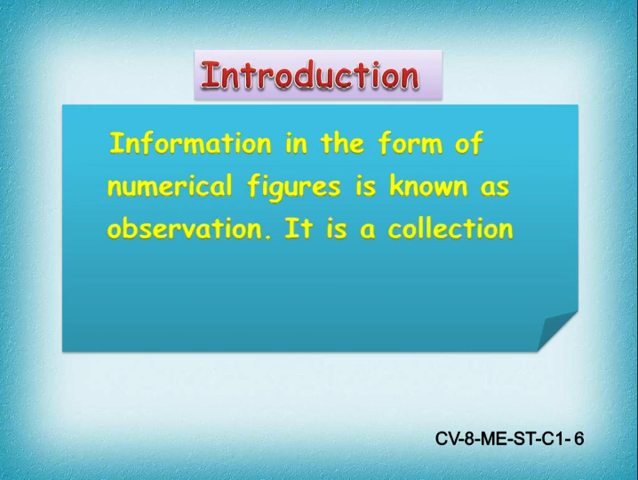 Introduction
Information in the form of
numerical figures is known as
observation. It is a collection
CV-8-ME-ST-C1- 6